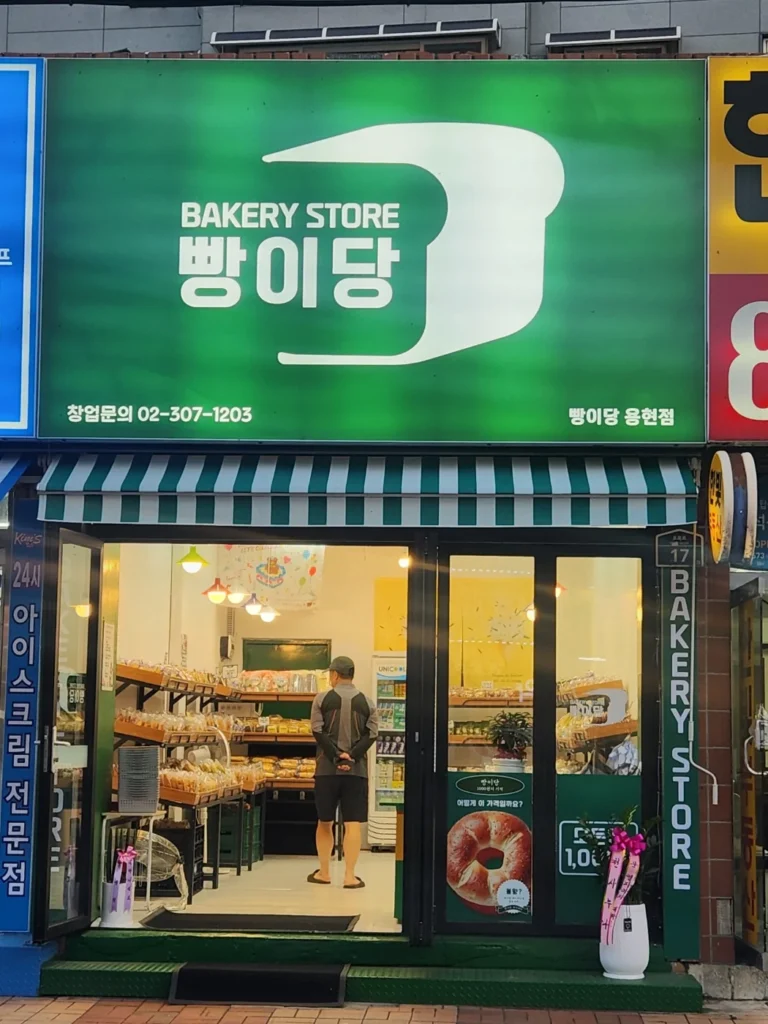 BAKERY STORE
빵이당
창업문의 02-307-1203
빵이당 용현점
24시 아이스크림 전문점
17
BAKERY STORE
빵이당
어떻게 이 가격일까요?